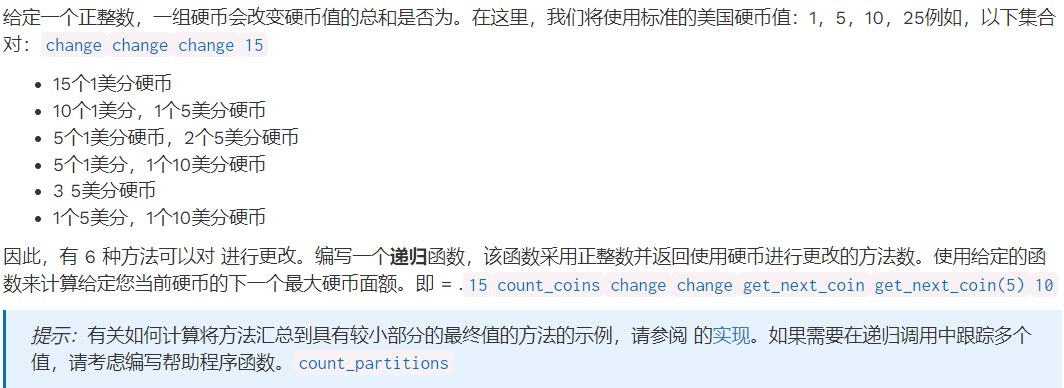 给定一个正整数，一组硬币会改变硬币值的总和是否为。在这里，我们将使用标准的美国硬币值：1，5，10，25例如，以下集合
对： change change change 15
• 15个1美分硬币
• 10个1美分，1个5美分硬币
• 5个1美分硬币，2个5美分硬币
• 5个1美分，1个10美分硬币
• 3 5美分硬币
• 1个5美分，1个10美分硬币
因此，有 6 种方法可以对 进行更改。编写一个递归函数，该函数采用正整数并返回使用硬币进行更改的方法数。使用给定的函
数来计算给定您当前硬币的下一个最大硬币面额。即 = . 15 count_coins change change get_next_coin get_next_coin(5) 10
提示：有关如何计算将方法汇总到具有较小部分的最终值的方法的示例，请参阅 的实现。如果需要在递归调用中跟踪多个
值，请考虑编写帮助程序函数。 count_partitions